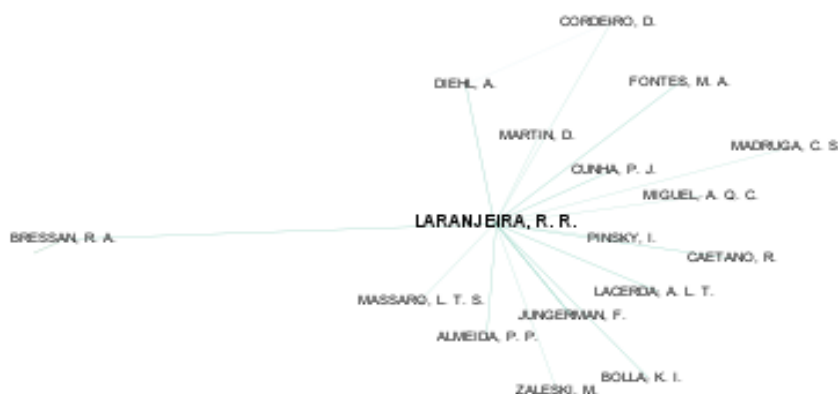 CORDEIRO, D.
DIEHL, A.
FONTES, M. A.
MARTIN, D.
MADRUGA, C. S
CUNHA, P. J.
MIGUEL, A. Q. C.
LARANJEIRA, R. R.
BRESSAN, R. A.
PINSKY, I.
CAETANO, R.
LACERDA, A. L. T.
MASSARO, L. T. S.
JUNGERMAN, F.
ALMEIDA, P. P.
BOLLA, K. I.
ZALESKI, M.